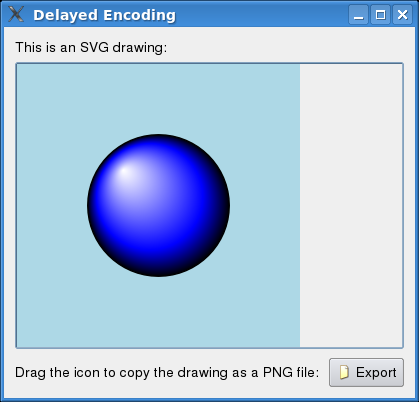 Delayed Encoding
This is an SVG drawing:
Drag the icon to copy the drawing as a PNG file:
Export